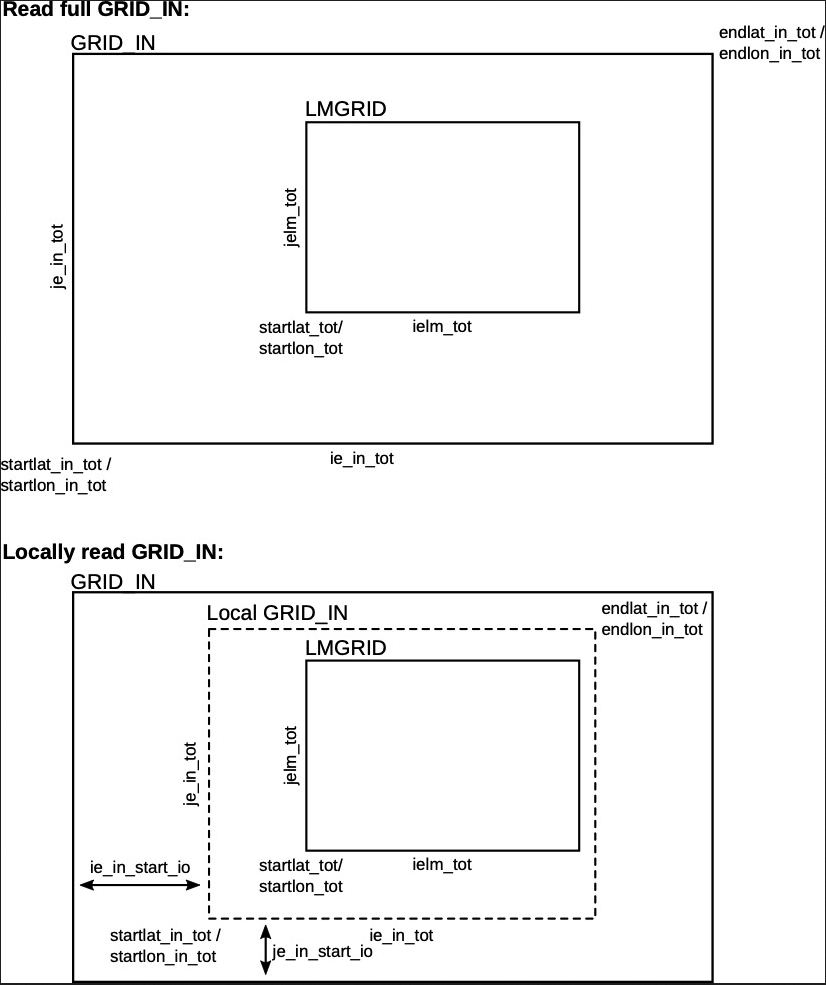 Read full GRID_IN:
GRID_IN
endlat_in_tot /
endlon_in_tot
LMGRID
jelm_tot
je_in_tot
startlat_tot/
startlon_tot
ielm_tot
startlat_in_tot /
startlon_in_tot
ie_in_tot
Locally read GRID_IN:
GRID_IN
Local GRID_IN
endlat_in_tot /
endlon_in_tot
LMGRID
jelm_tot
je_in_tot
ie_in_start_io
startlat_tot/
startlon_tot
ielm_tot
startlat_in_tot /
startlon_in_tot
ie_in_tot
je_in_start_io